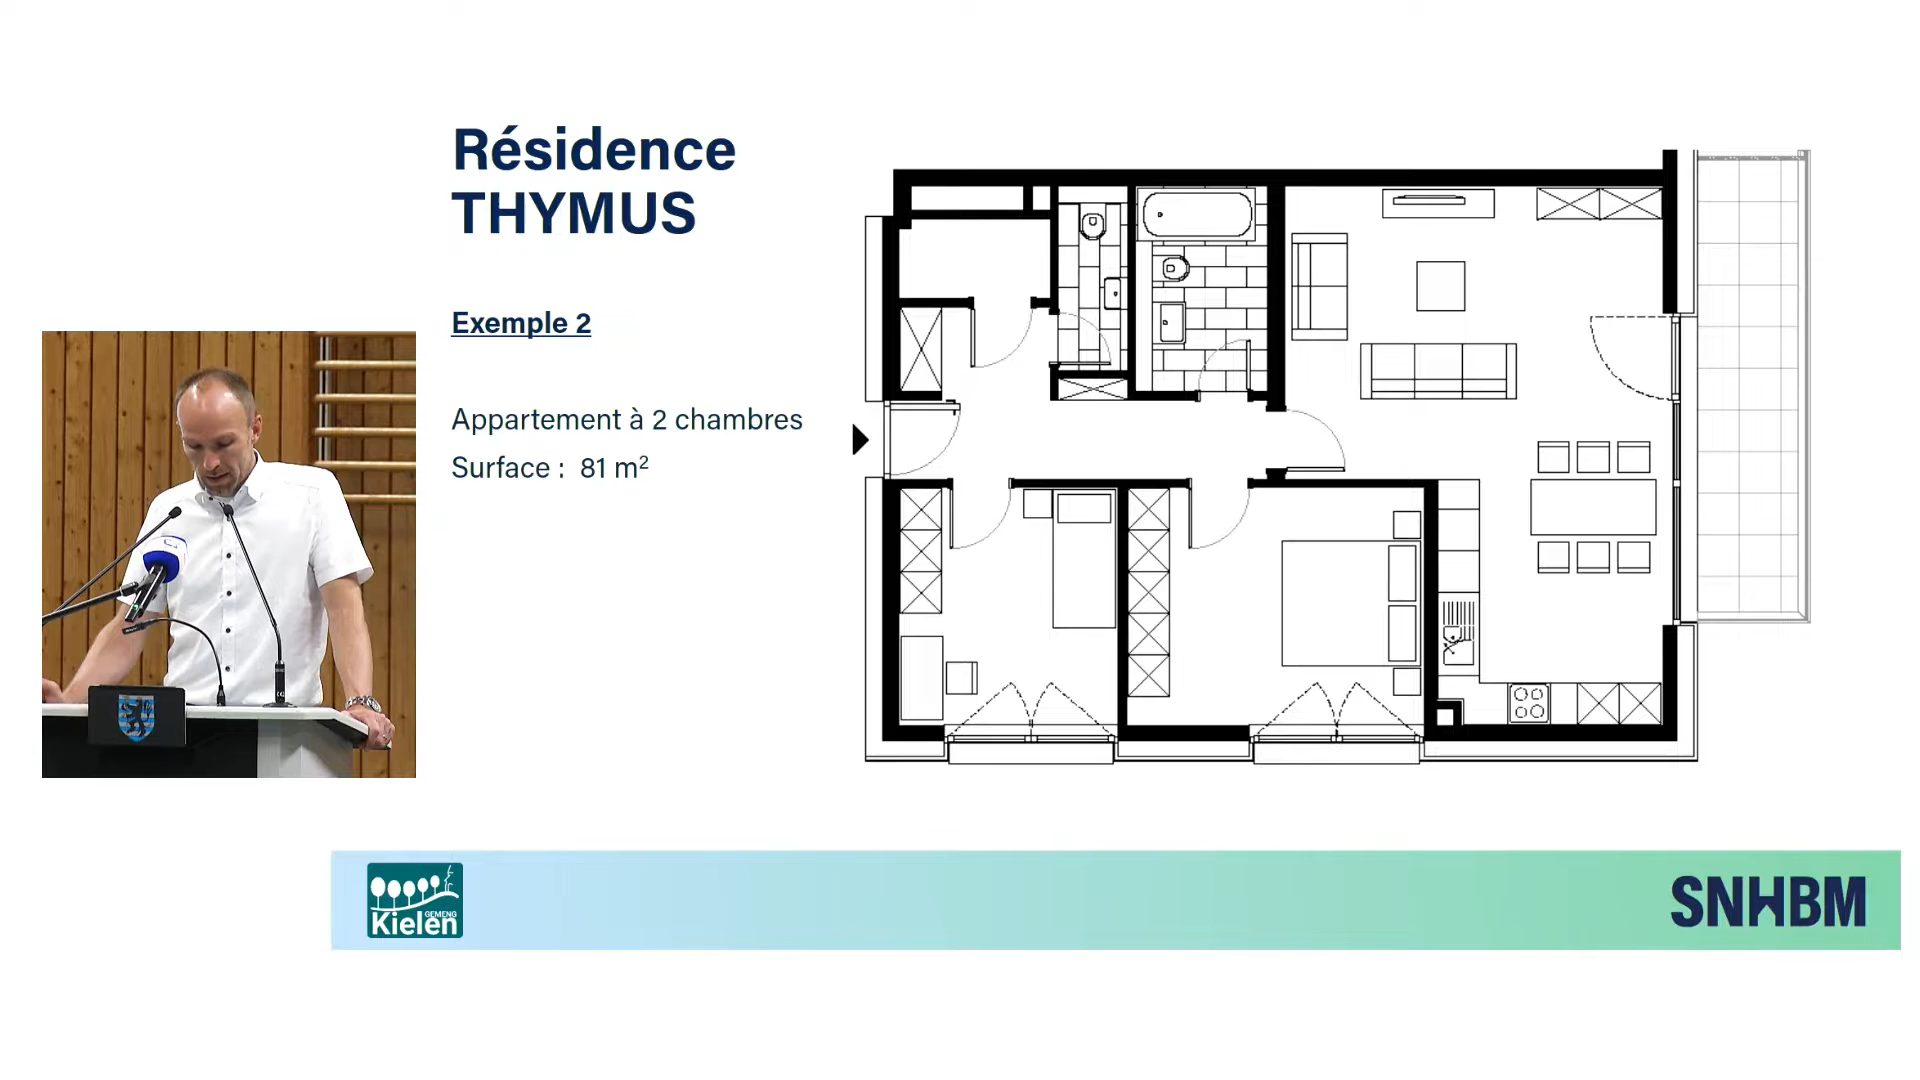 Résidence
THYMUS
Exemple 2
Appartement à 2 chambres
Surface : 81 m²
GEMENG
Kielen
SNHBM